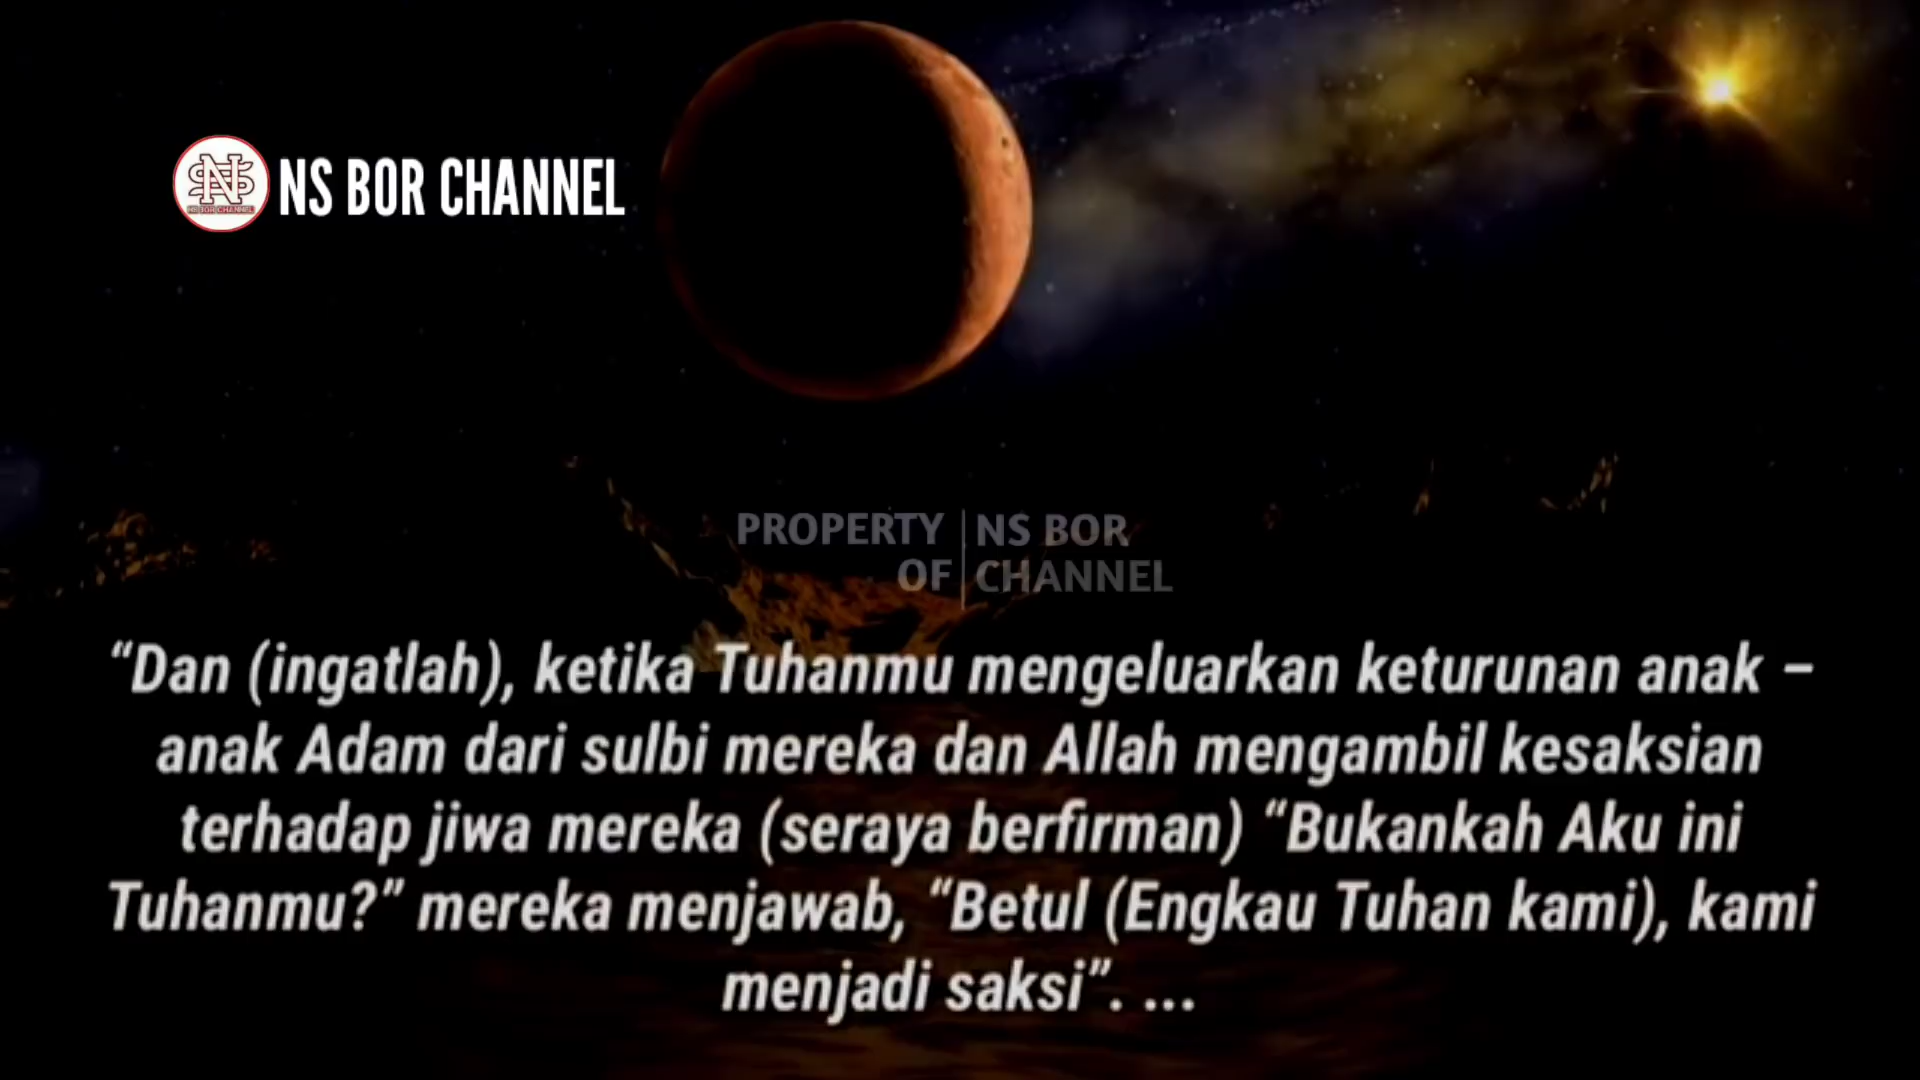 NS BOR CHANNEL
PROPERTY OF | NS BOR CHANNEL
“Dan (ingatlah), ketika Tuhanmu mengeluarkan keturunan anak –
anak Adam dari sulbi mereka dan Allah mengambil kesaksian
terhadap jiwa mereka (seraya berfirman) “Bukankah Aku ini
Tuhanmu?” mereka menjawab, “Betul (Engkau Tuhan kami), kami
menjadi saksi”. ...